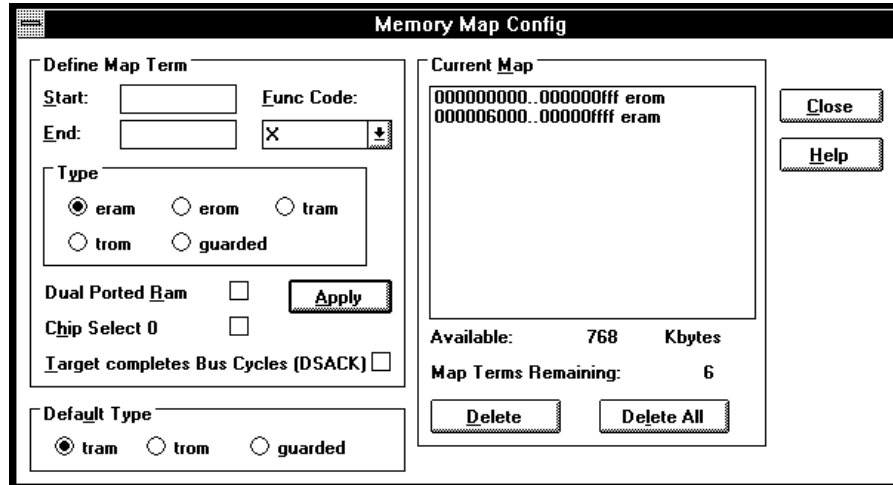 Memory Map Config
Define Map Term
Start:
Func Code:
End:
X
Type
eram
erom
tram
trom
guarded
Dual Ported Ram
Apply
Chip Select 0
Target completes Bus Cycles (DSACK)
Default Type
tram
trom
guarded
Current Map
000000000..000000fff erom
000006000..00000ffff eram
Available: 768 Kbytes
Map Terms Remaining: 6
Delete
Delete All
Close
Help